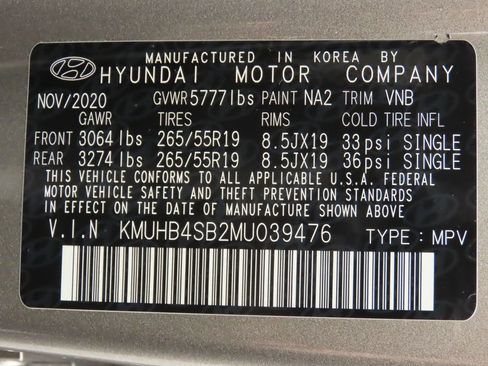 MANUFACTURED IN KOREA BY
HYUNDAI MOTOR COMPANY
NOV/2020 GVWR 5777lbs PAINT NA2 TRIM VNB
GAWR TIRES RIMS COLD TIRE INFL
FRONT 3064 lbs 265/55R19 8.5JX19 33psi SINGLE
REAR 3274 lbs 265/55R19 8.5JX19 36psi SINGLE
THIS VEHICLE CONFORMS TO ALL APPLICABLE U.S.A. FEDERAL
MOTOR VEHICLE SAFETY AND THEFT PREVENTION STANDARDS
IN EFFECT ON THE DATE OF MANUFACTURE SHOWN ABOVE.
V.I.N KMUHB4SB2MU039476 TYPE : MPV